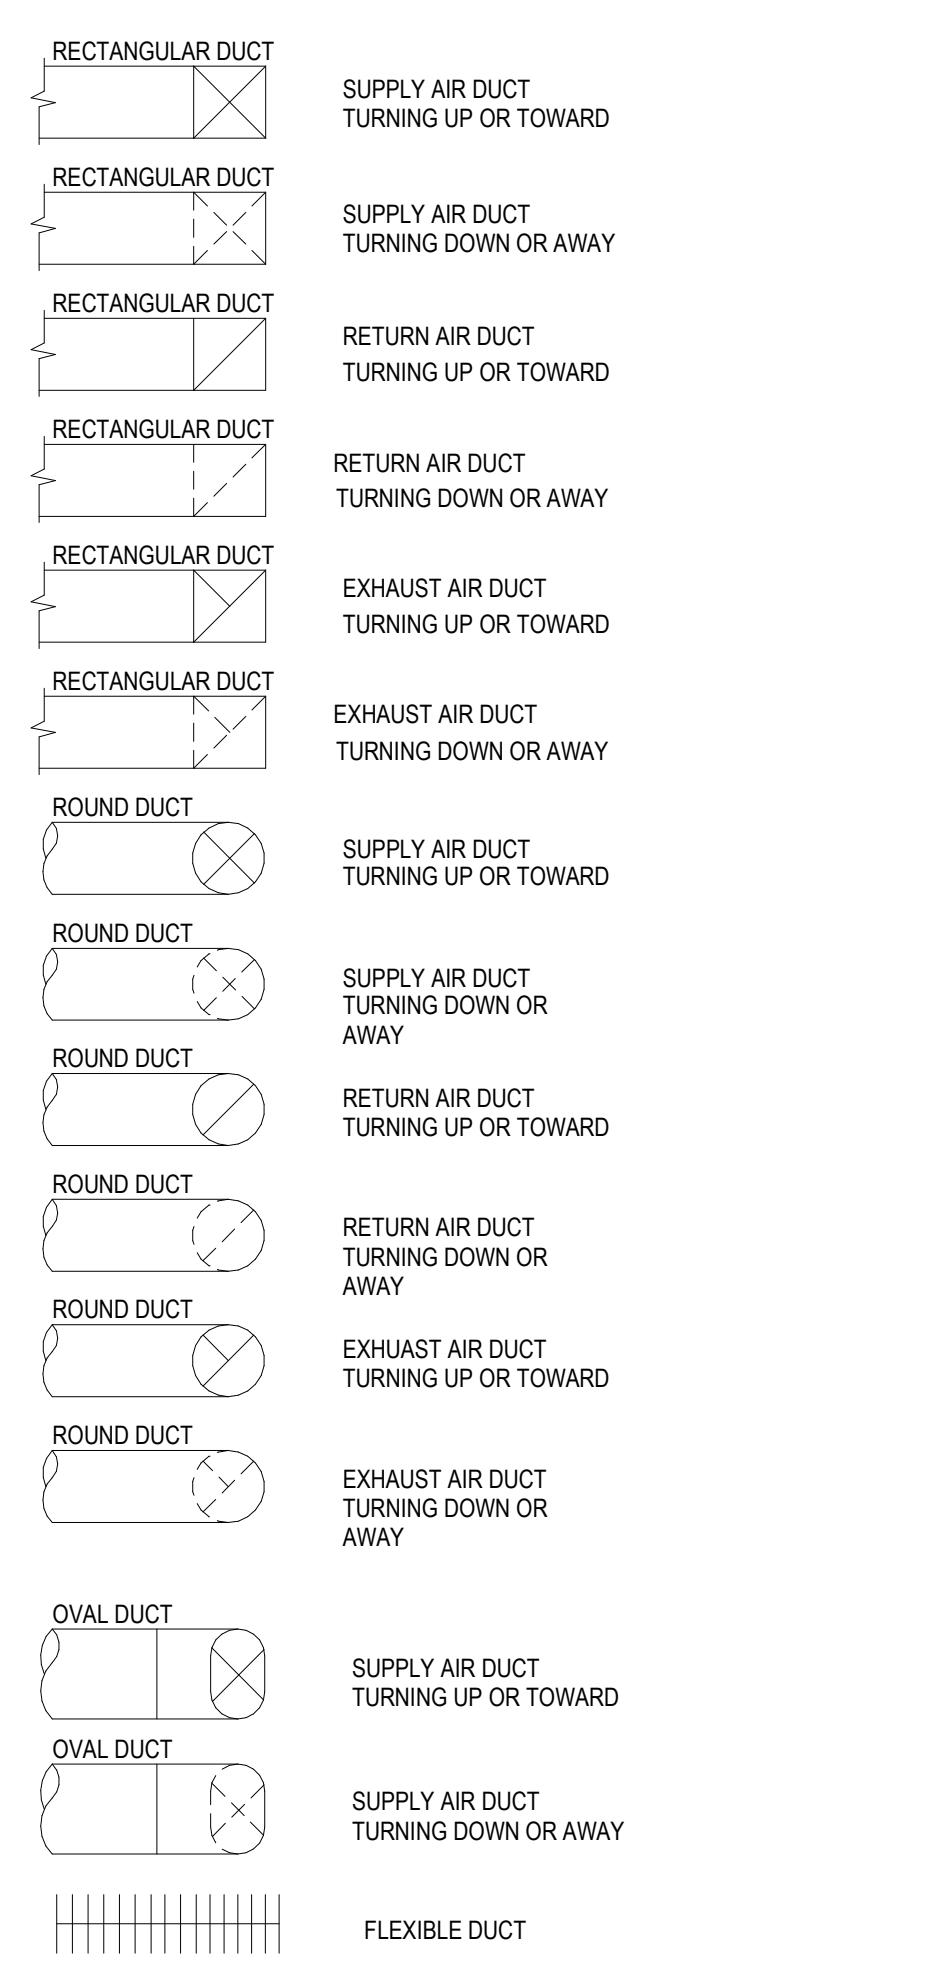 RECTANGULAR DUCT
SUPPLY AIR DUCT
TURNING UP OR TOWARD
RECTANGULAR DUCT
SUPPLY AIR DUCT
TURNING DOWN OR AWAY
RECTANGULAR DUCT
RETURN AIR DUCT
TURNING UP OR TOWARD
RECTANGULAR DUCT
RETURN AIR DUCT
TURNING DOWN OR AWAY
RECTANGULAR DUCT
EXHAUST AIR DUCT
TURNING UP OR TOWARD
RECTANGULAR DUCT
EXHAUST AIR DUCT
TURNING DOWN OR AWAY
ROUND DUCT
SUPPLY AIR DUCT
TURNING UP OR TOWARD
ROUND DUCT
SUPPLY AIR DUCT
TURNING DOWN OR
AWAY
ROUND DUCT
RETURN AIR DUCT
TURNING UP OR TOWARD
ROUND DUCT
RETURN AIR DUCT
TURNING DOWN OR
AWAY
ROUND DUCT
EXHUAST AIR DUCT
TURNING UP OR TOWARD
ROUND DUCT
EXHAUST AIR DUCT
TURNING DOWN OR
AWAY
OVAL DUCT
SUPPLY AIR DUCT
TURNING UP OR TOWARD
OVAL DUCT
SUPPLY AIR DUCT
TURNING DOWN OR AWAY
FLEXIBLE DUCT